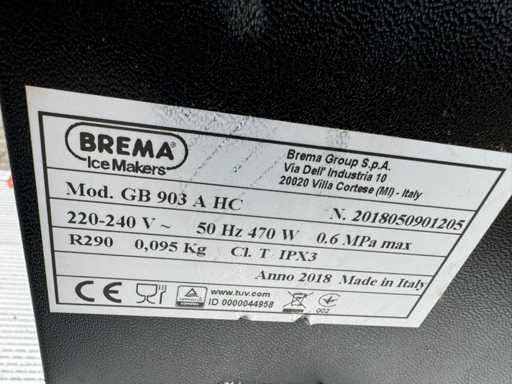 BREMA
Ice Makers
Brema Group S.p.A.
Via Dell' Industria 10
20020 Villa Cortese (MI) - Italy
Mod. GB 903 A HC
N. 2018050901205
220-240 V ~ 50 Hz 470 W 0.6 MPa max
R290 0,095 Kg Cl. T IPX3
Anno 2018 Made in Italy
CE
www.tuv.com
ID 0000044958
002